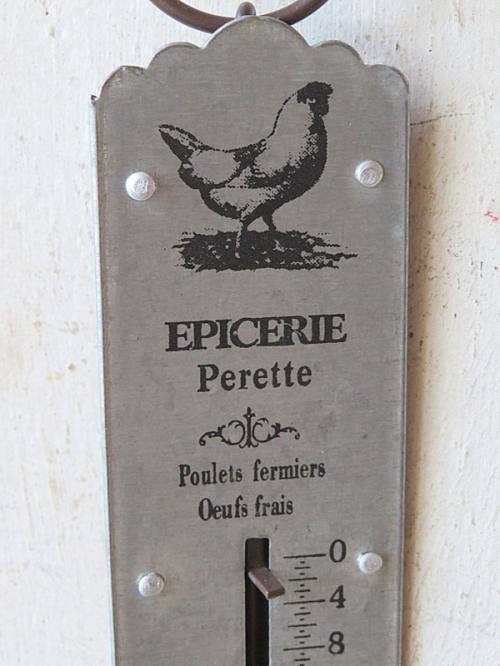 EPICERIE
Perette
Poulets fermiers
Oeufs frais
0
4
8